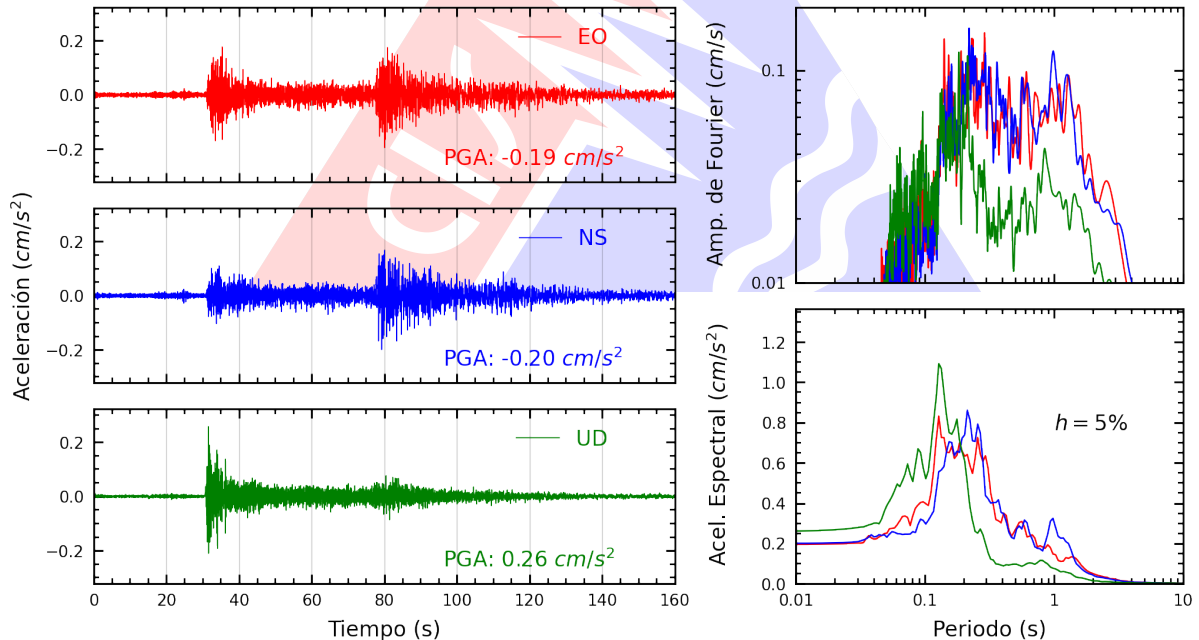 Aceleración (cm/s²)
0.2
0.0
−0.2
EO
PGA: -0.19 cm/s²
0.2
0.0
−0.2
NS
PGA: -0.20 cm/s²
0.2
0.0
−0.2
UD
PGA: 0.26 cm/s²
0 20 40 60 80 100 120 140 160
Tiempo (s)
Amp. de Fourier (cm/s)
0.1
0.01
Acel. Espectral (cm/s²)
1.2
1.0
0.8
0.6
0.4
0.2
0.0
h = 5%
0.01 0.1 1 10
Periodo (s)